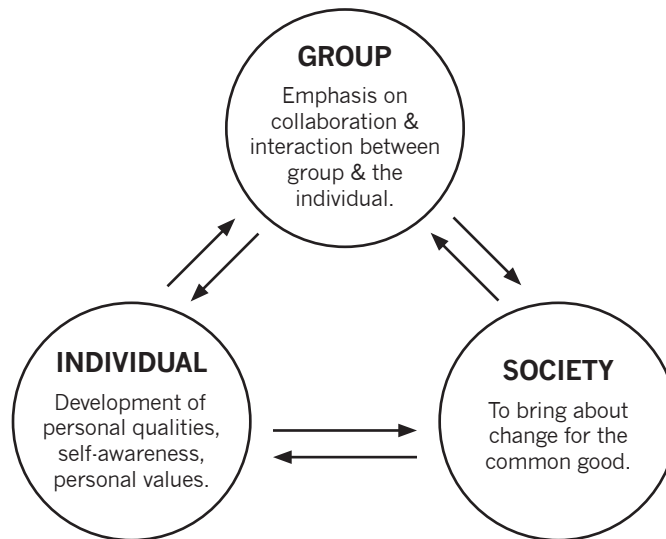 GROUP
Emphasis on
collaboration &
interaction between
group & the
individual.
INDIVIDUAL
Development of
personal qualities,
self-awareness,
personal values.
SOCIETY
To bring about
change for the
common good.